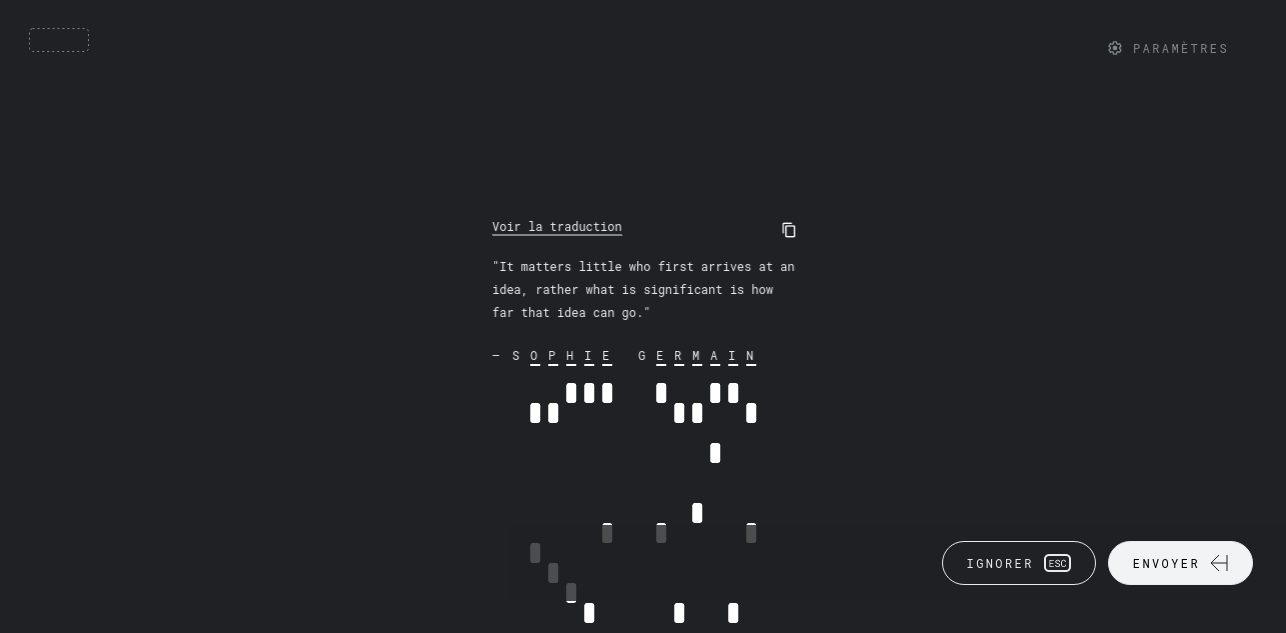 PARAMÈTRES
Voir la traduction
"It matters little who first arrives at an
idea, rather what is significant is how
far that idea can go."
— SOPHIE GERMAIN
IGNORER ESC
ENVOYER